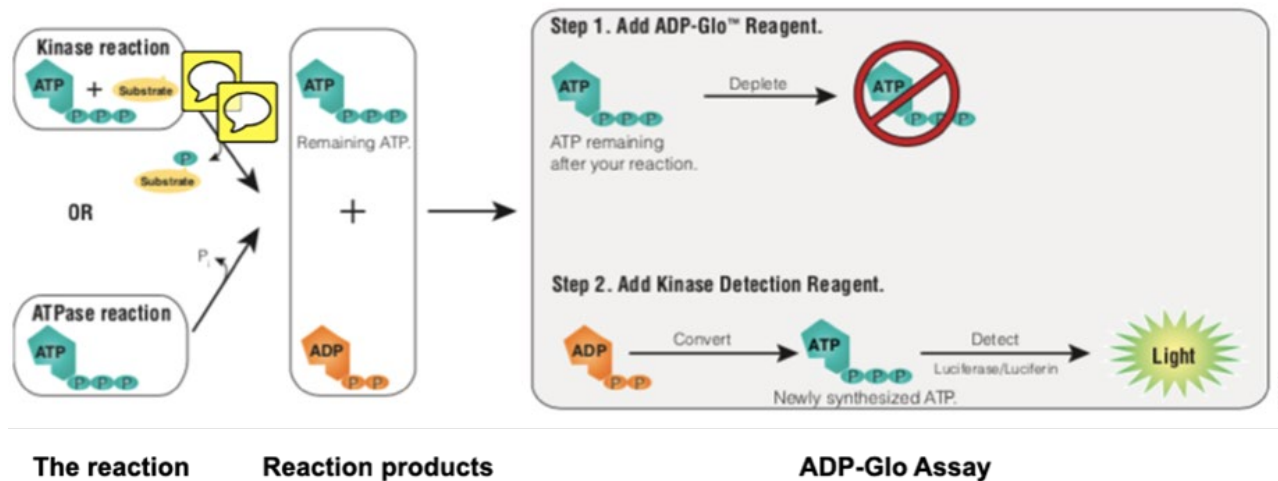 Kinase reaction
ATP + Substrate
P P P
P
Substrate
OR
Pi
ATPase reaction
ATP
P P P
ATP
P P P
Remaining ATP.
+
ADP
P P
Step 1. Add ADP-Glo™ Reagent.
ATP
P P P
Deplete
ATP
P P P
ATP remaining
after your reaction.
Step 2. Add Kinase Detection Reagent.
ADP
P P
Convert
ATP
P P P
Newly synthesized ATP.
Detect
Luciferase/Luciferin
Light
The reaction
Reaction products
ADP-Glo Assay